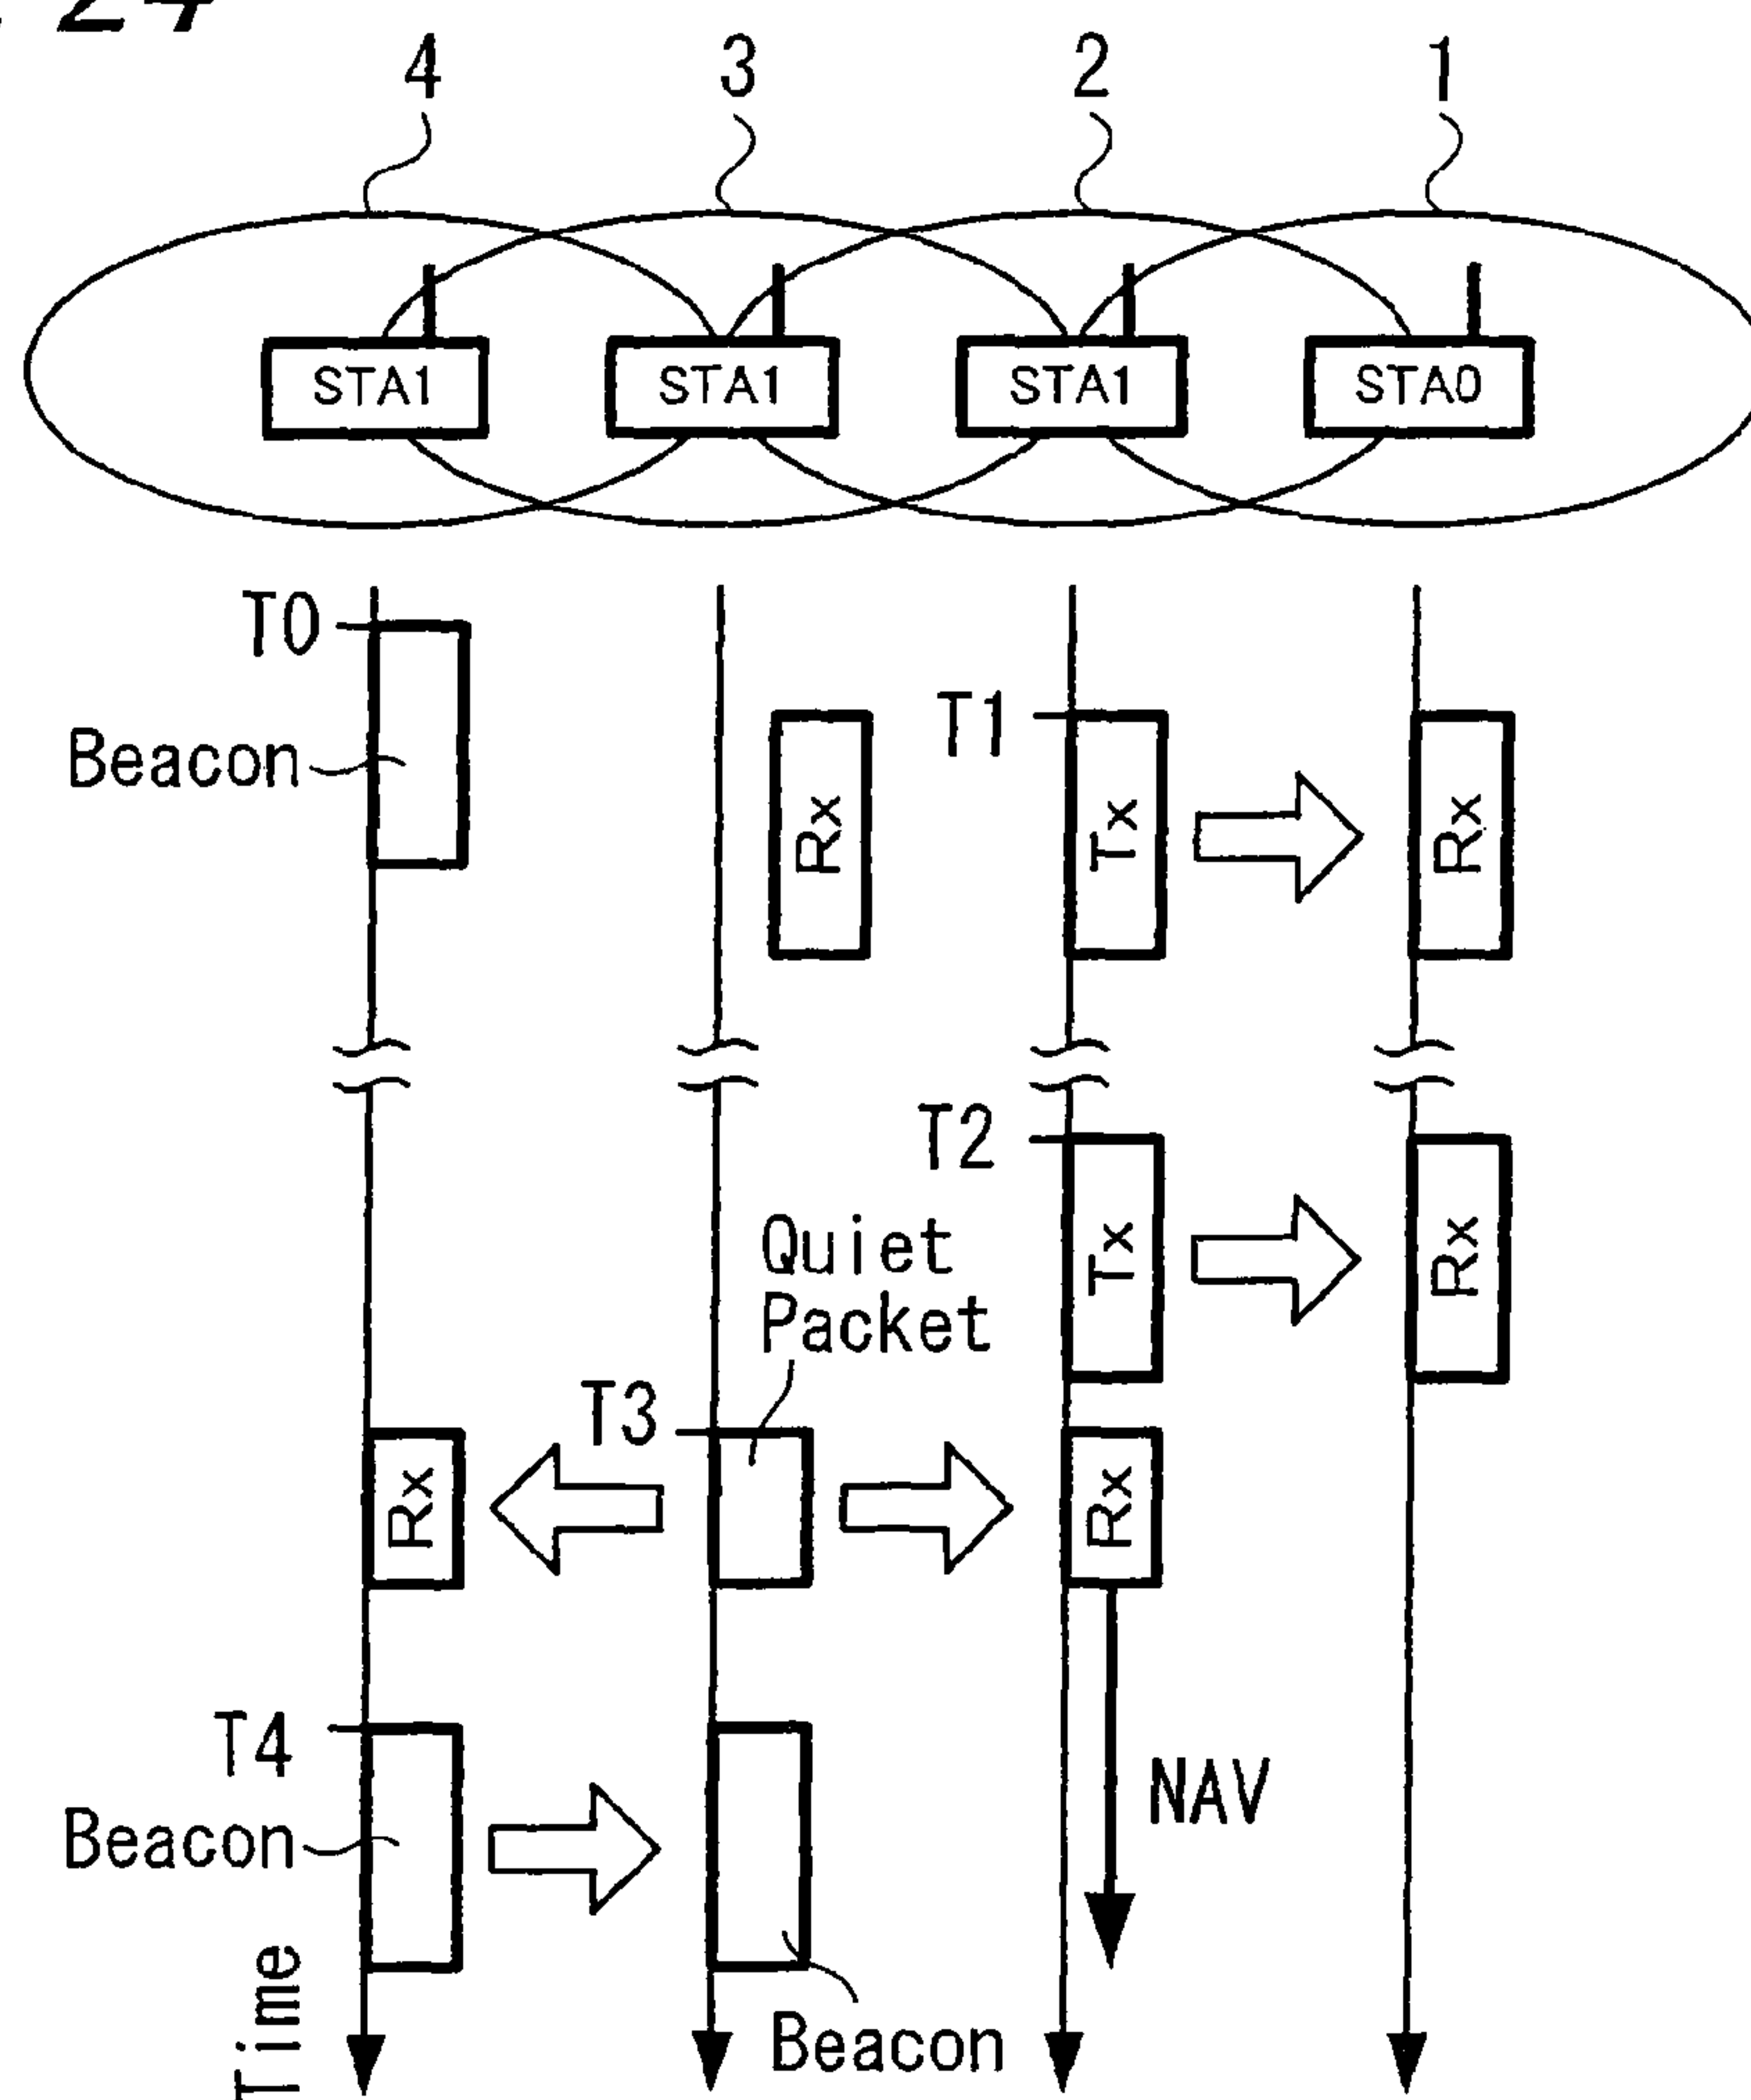 24
4 3 2 1
STA1 STA1 STA1 STA0
T0
T1
Beacon
Rx Tx Rx
T2
Quiet
Packet
Tx Rx
T3
Rx Rx
T4
NAV
Beacon
Time
Beacon